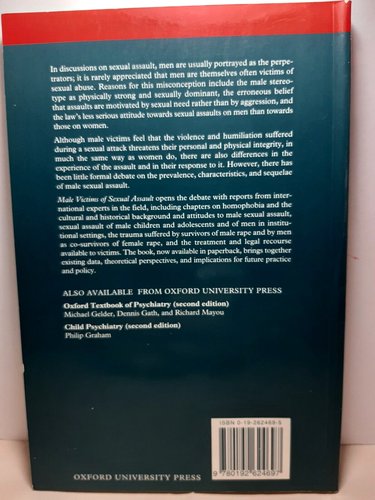 In discussions on sexual assault, men are usually portrayed as the perpe-
trators; it is rarely appreciated that men are themselves often victims of
sexual abuse. Reasons for this misconception include the male stereo-
type as physically strong and sexually dominant, the erroneous belief
that assaults are motivated by sexual need rather than by aggression, and
the law's less serious attitude towards sexual assaults on men than towards
those on women.
Although male victims feel that the violence and humiliation suffered
during a sexual attack threatens their personal and physical integrity, in
much the same way as women do, there are also differences in the
experience of the assault and in their response to it. However, there has
been little formal debate on the prevalence, characteristics, and sequelae
of male sexual assault.
Male Victims of Sexual Assault opens the debate with reports from inter-
national experts in the field, including chapters on homophobia and the
cultural and historical background and attitudes to male sexual assault,
sexual assault of male children and adolescents and of men in institu-
tional settings, the trauma suffered by survivors of male rape and by men
as co-survivors of female rape, and the treatment and legal recourse
available to victims. The book, now available in paperback, brings together
existing data, theoretical perspectives, and implications for future practice
and policy.
ALSO AVAILABLE FROM OXFORD UNIVERSITY PRESS
Oxford Textbook of Psychiatry (second edition)
Michael Gelder, Dennis Gath, and Richard Mayou
Child Psychiatry (second edition)
Philip Graham
ISBN 0-19-262469-5
9 780192 624697
OXFORD UNIVERSITY PRESS